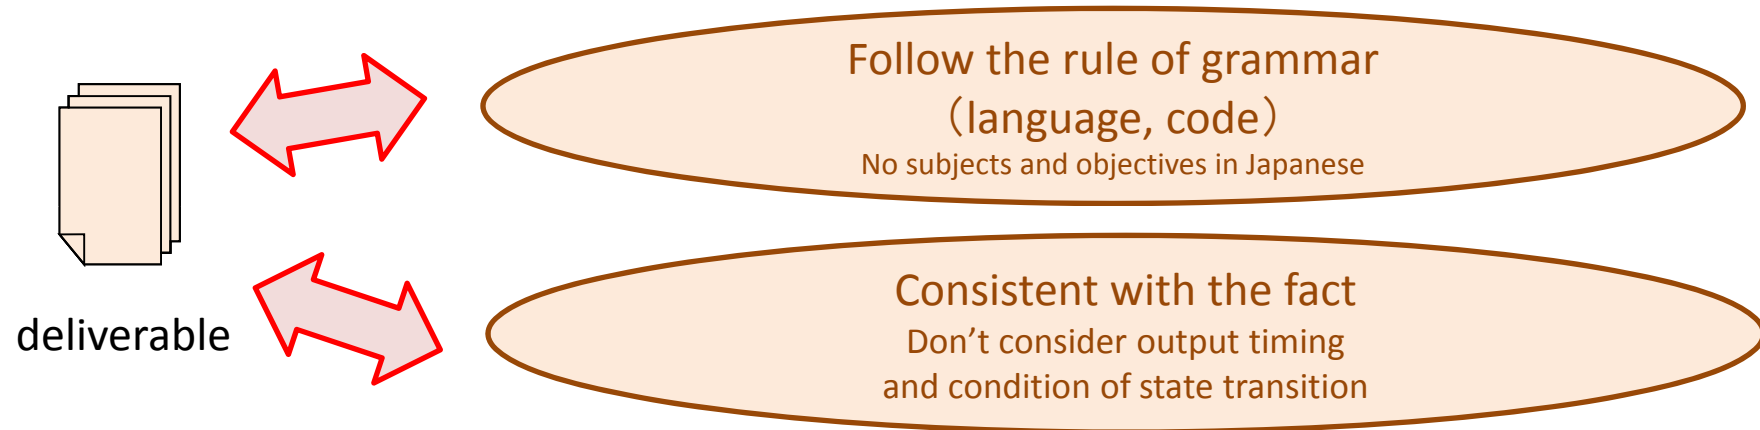 Follow the rule of grammar
（language, code）
No subjects and objectives in Japanese
deliverable
Consistent with the fact
Don’t consider output timing
and condition of state transition